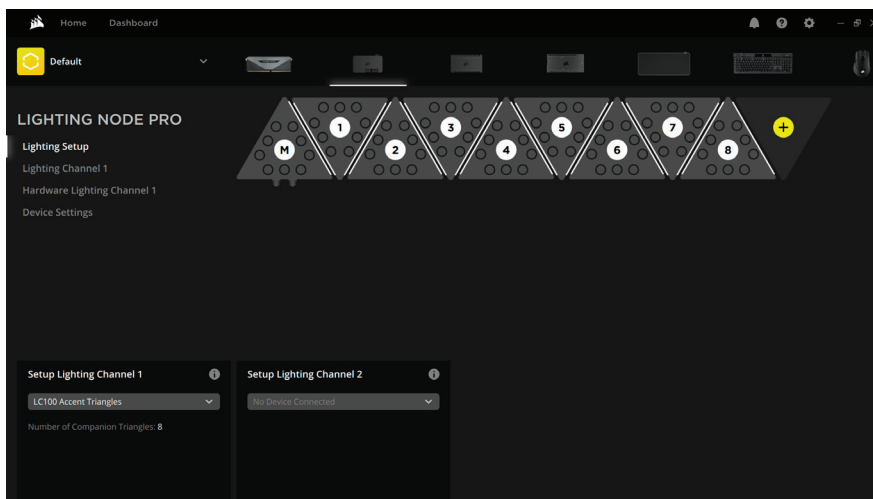 Home Dashboard
Default
LIGHTING NODE PRO
Lighting Setup
Lighting Channel 1
Hardware Lighting Channel 1
Device Settings
1 3 5 7
M 2 4 6 8
Setup Lighting Channel 1
LC100 Accent Triangles
Number of Companion Triangles: 8
Setup Lighting Channel 2
No Device Connected